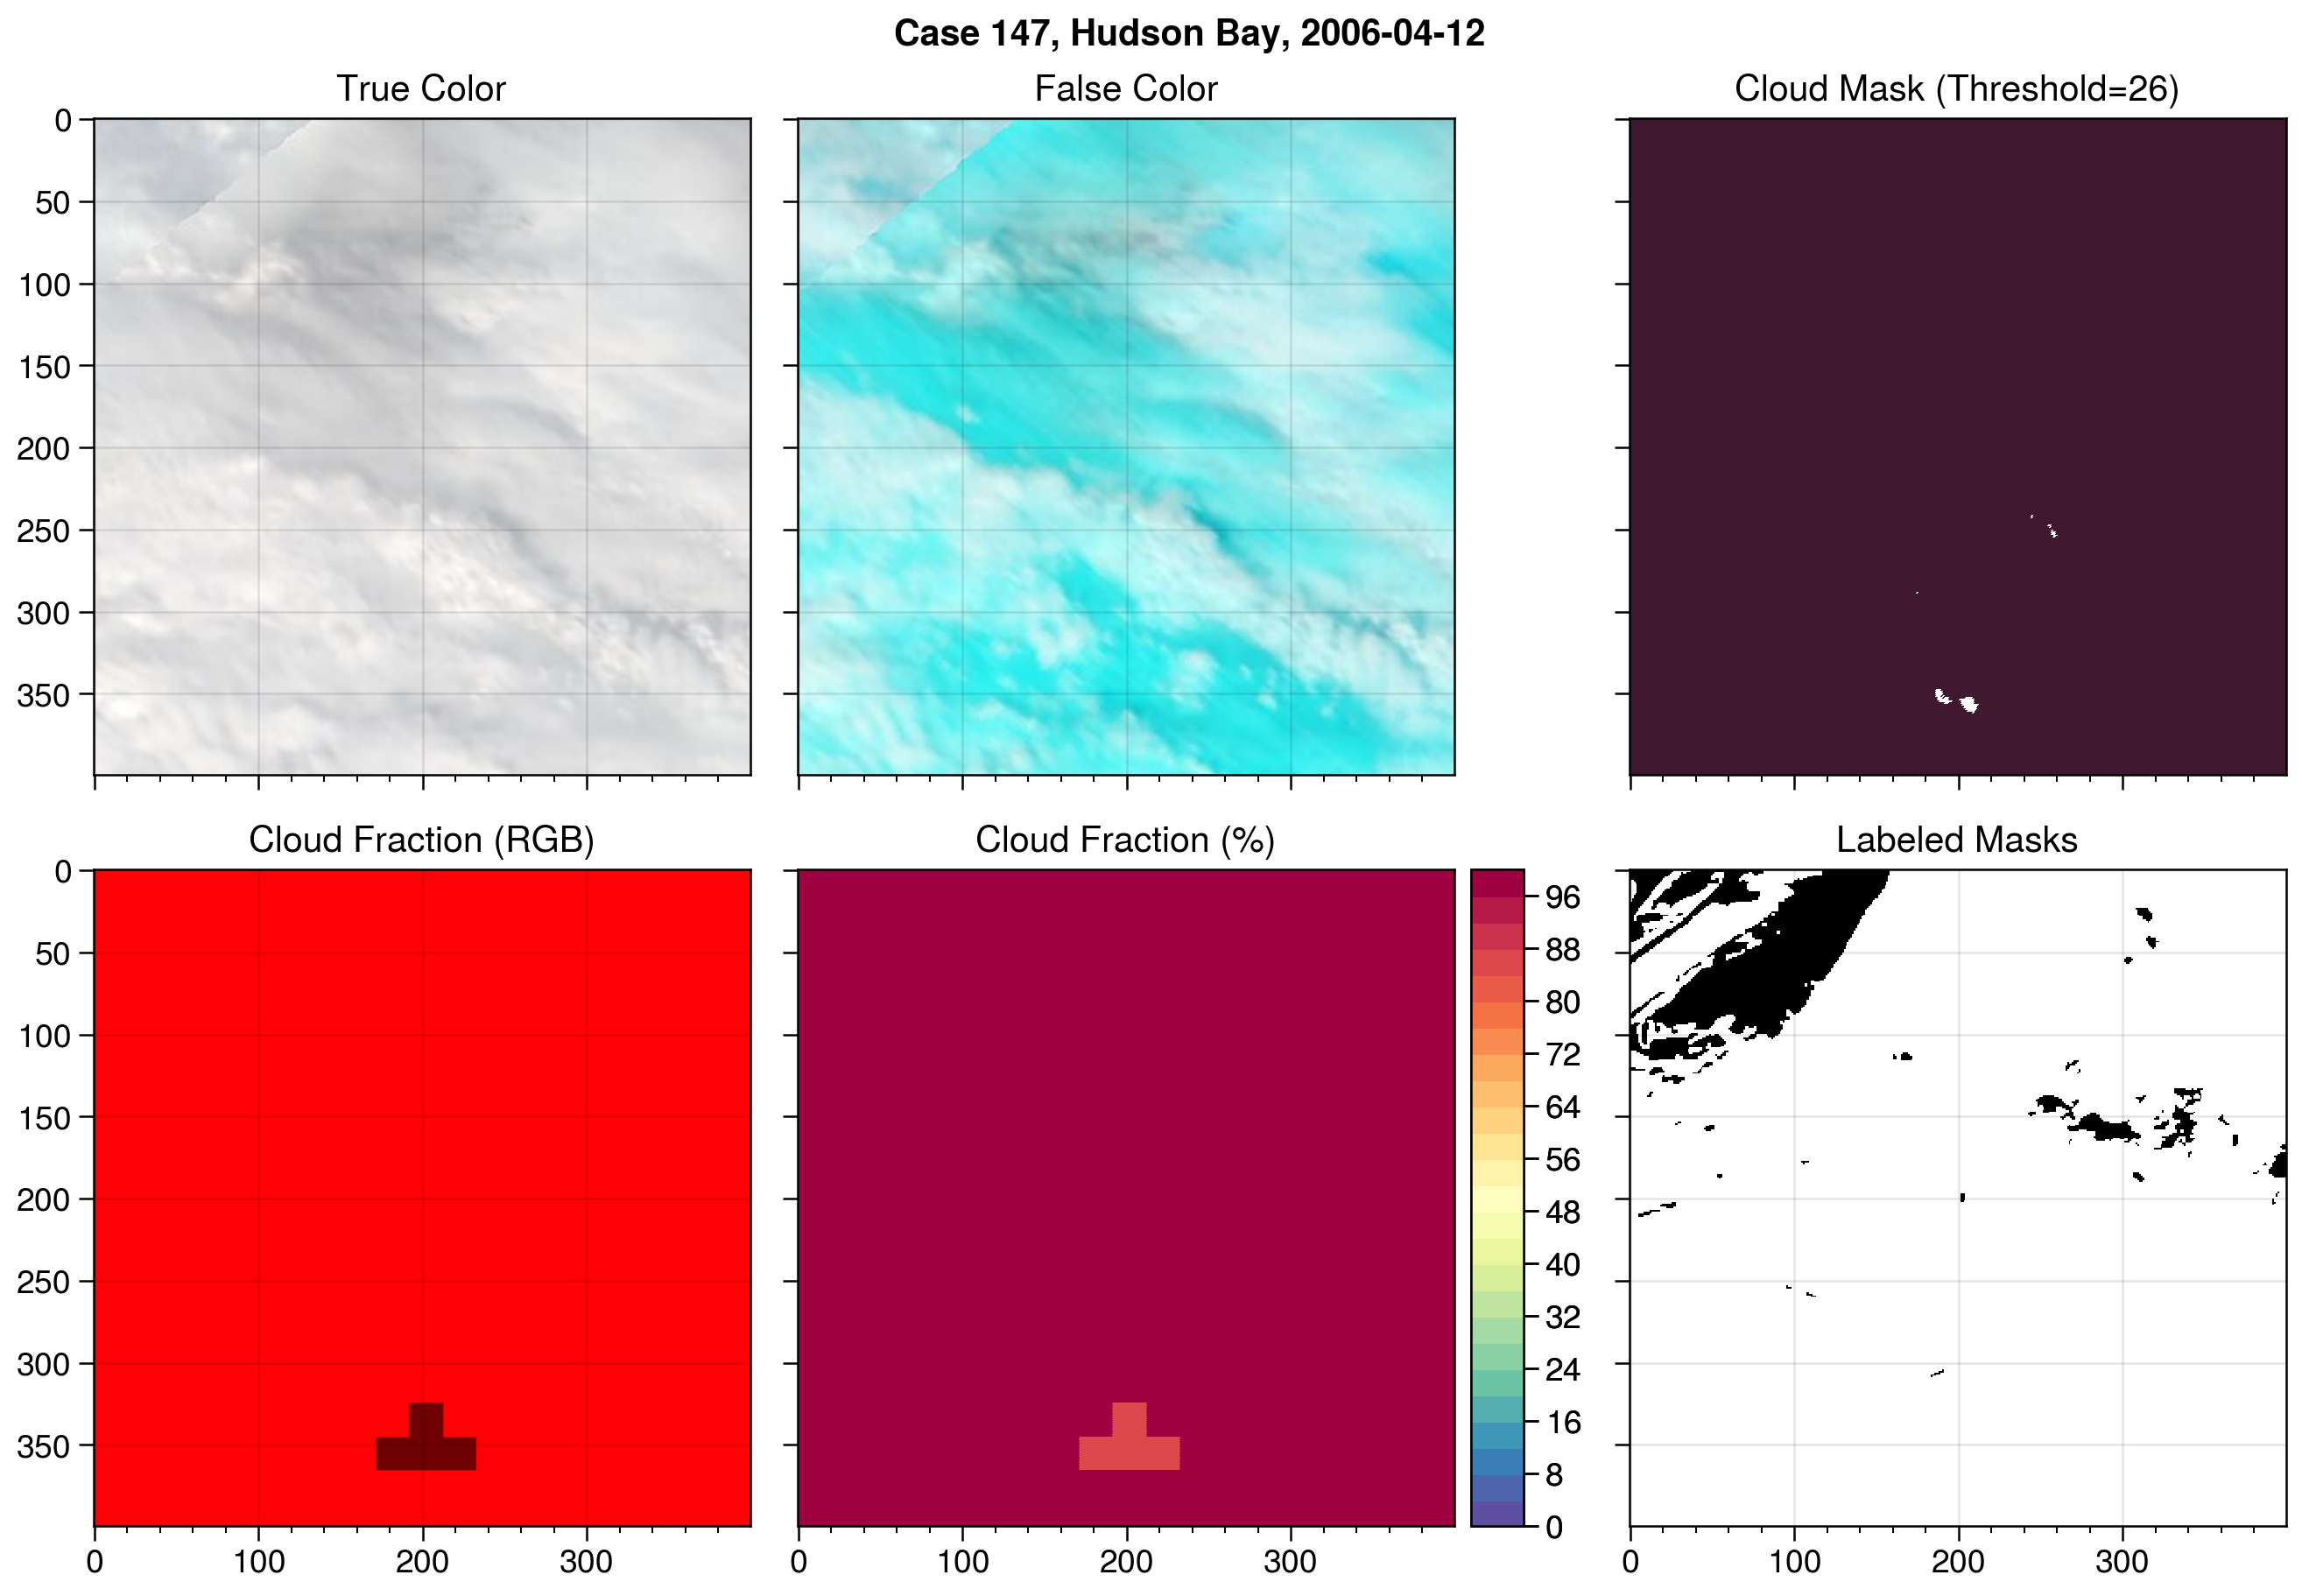 Case 147, Hudson Bay, 2006-04-12
True Color
False Color
Cloud Mask (Threshold=26)
0
50
100
150
200
250
300
350
Cloud Fraction (RGB)
Cloud Fraction (%)
Labeled Masks
0
50
100
150
200
250
300
350
96
88
80
72
64
56
48
40
32
24
16
8
0
0 100 200 300
0 100 200 300
0 100 200 300